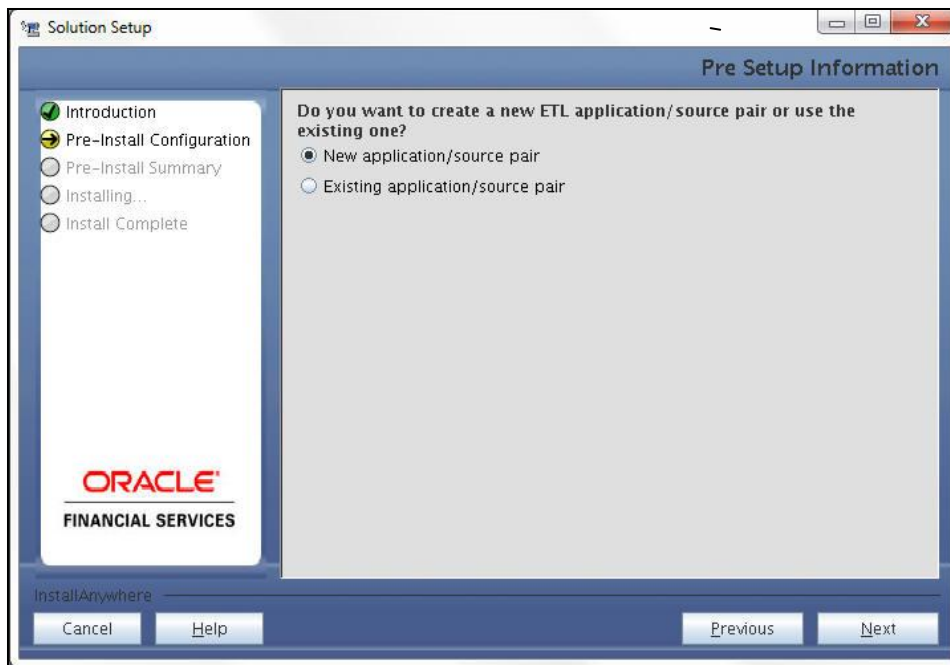 Solution Setup
Pre Setup Information
Introduction
Pre-Install Configuration
Pre-Install Summary
Installing...
Install Complete
ORACLE
FINANCIAL SERVICES
Do you want to create a new ETL application/source pair or use the
existing one?
New application/source pair
Existing application/source pair
InstallAnywhere
Cancel
Help
Previous
Next